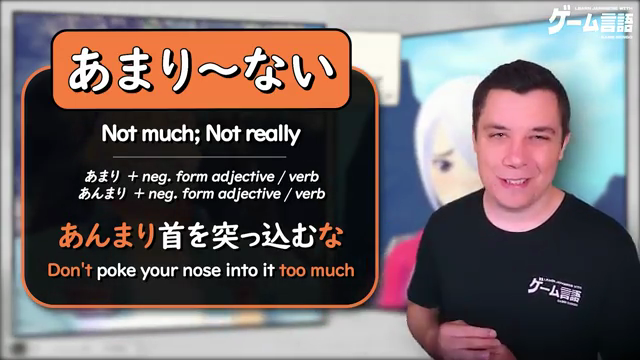 あまり〜ない
Not much; Not really
あまり + neg. form adjective / verb
あんまり + neg. form adjective / verb
あんまり首を突っ込むな
Don't poke your nose into it too much
LEARN JAPANESE WITH
ゲーム言語
ゲーム言語